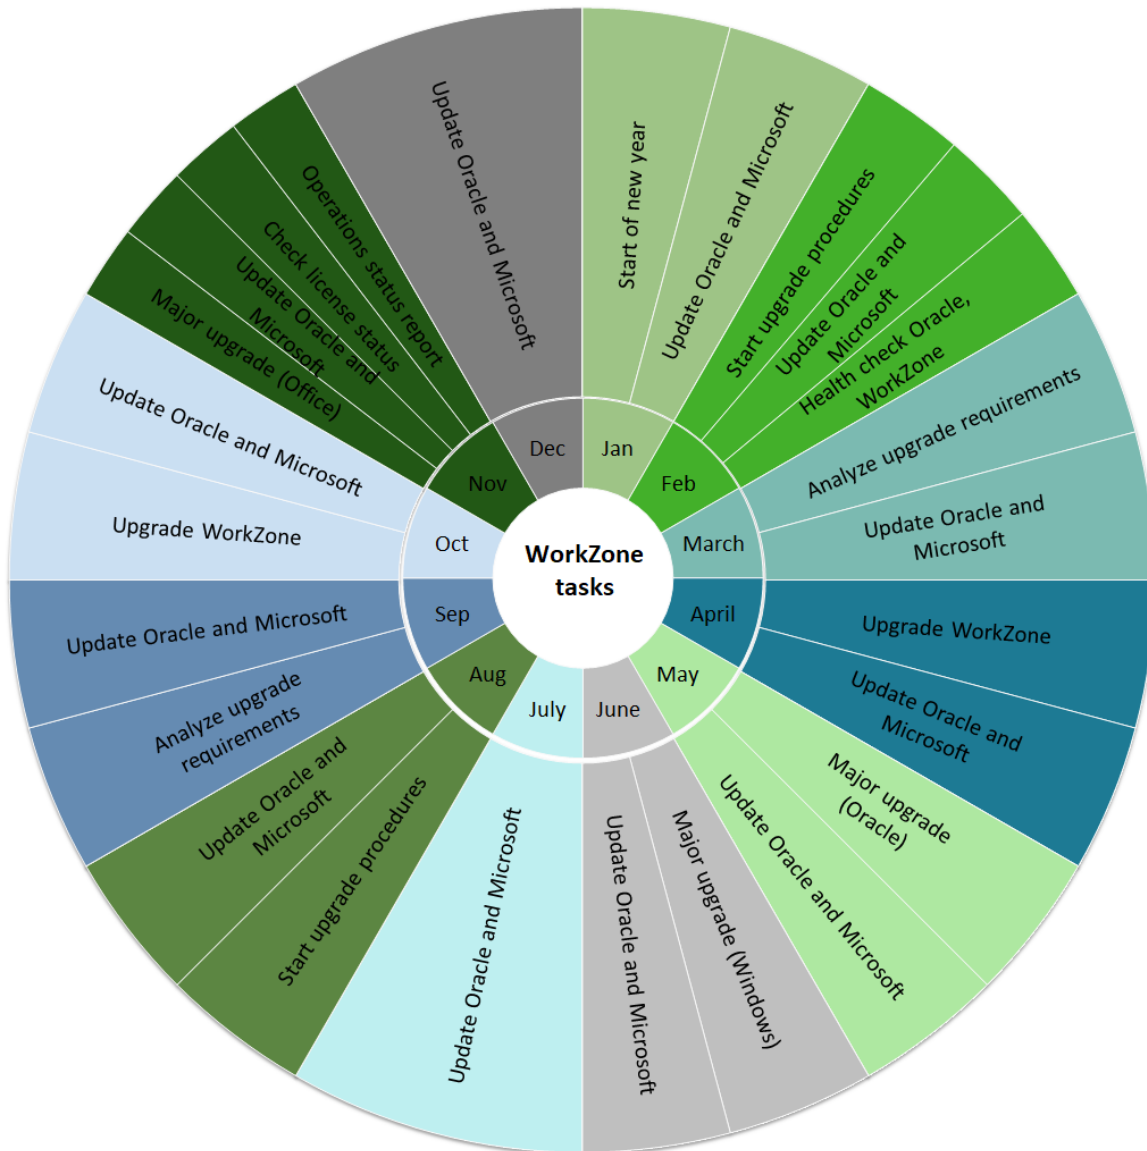 WorkZone
tasks
Jan
Start of new year
Update Oracle and Microsoft
Feb
Start upgrade procedures
Update Oracle and
Microsoft
Health check Oracle,
WorkZone
March
Analyze upgrade requirements
Update Oracle and
Microsoft
April
Upgrade WorkZone
Update Oracle and
Microsoft
May
Major upgrade
(Oracle)
Update Oracle and Microsoft
June
Major upgrade (Windows)
Update Oracle and Microsoft
July
Update Oracle and Microsoft
Aug
Start upgrade procedures
Update Oracle and
Microsoft
Sep
Analyze upgrade
requirements
Update Oracle and Microsoft
Oct
Upgrade WorkZone
Update Oracle and Microsoft
Nov
Major upgrade (Office)
Update Oracle and
Microsoft
Check license status
Operations status report
Dec
Update Oracle and Microsoft